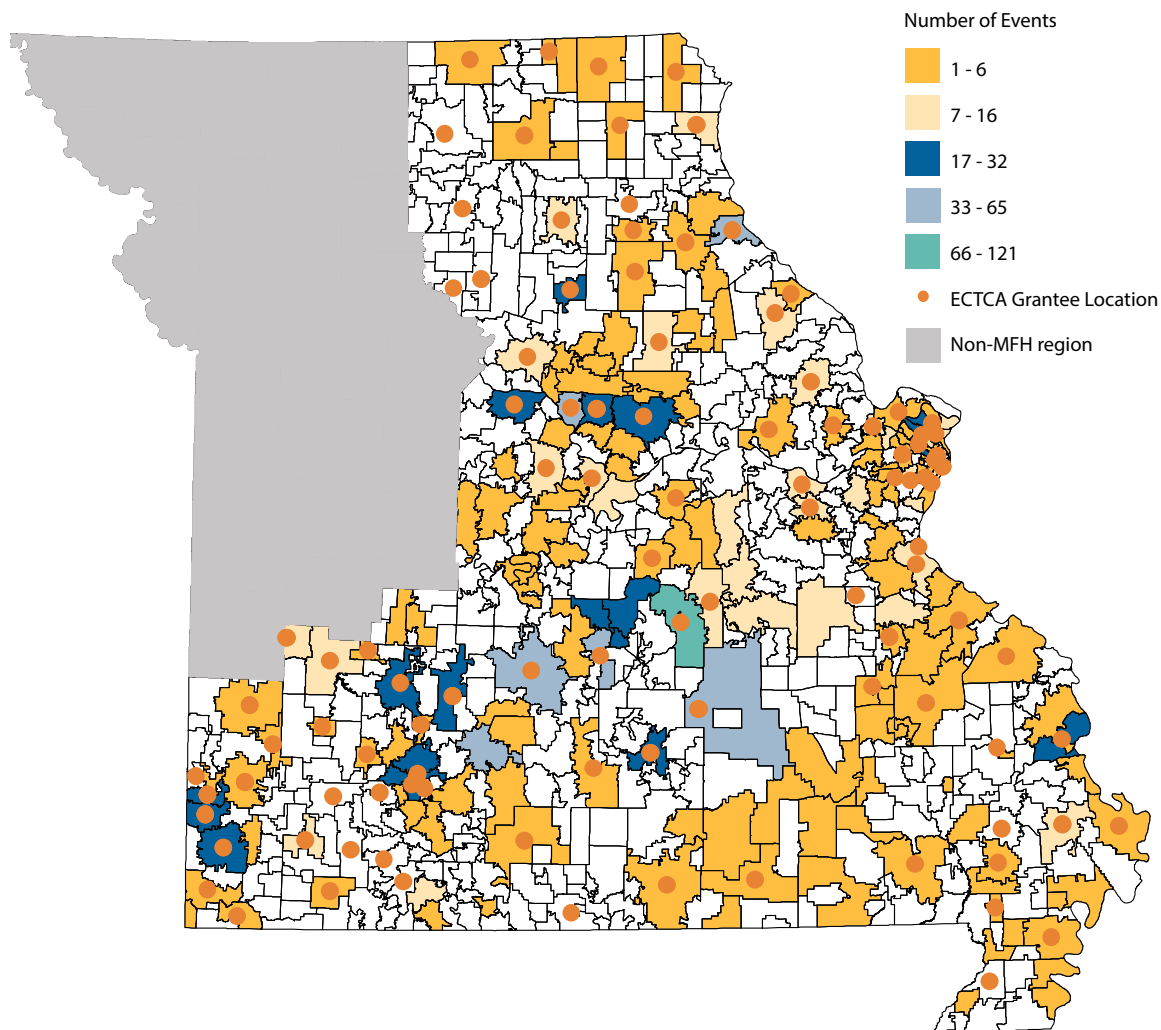 Number of Events
1 - 6
7 - 16
17 - 32
33 - 65
66 - 121
ECTCA Grantee Location
Non-MFH region